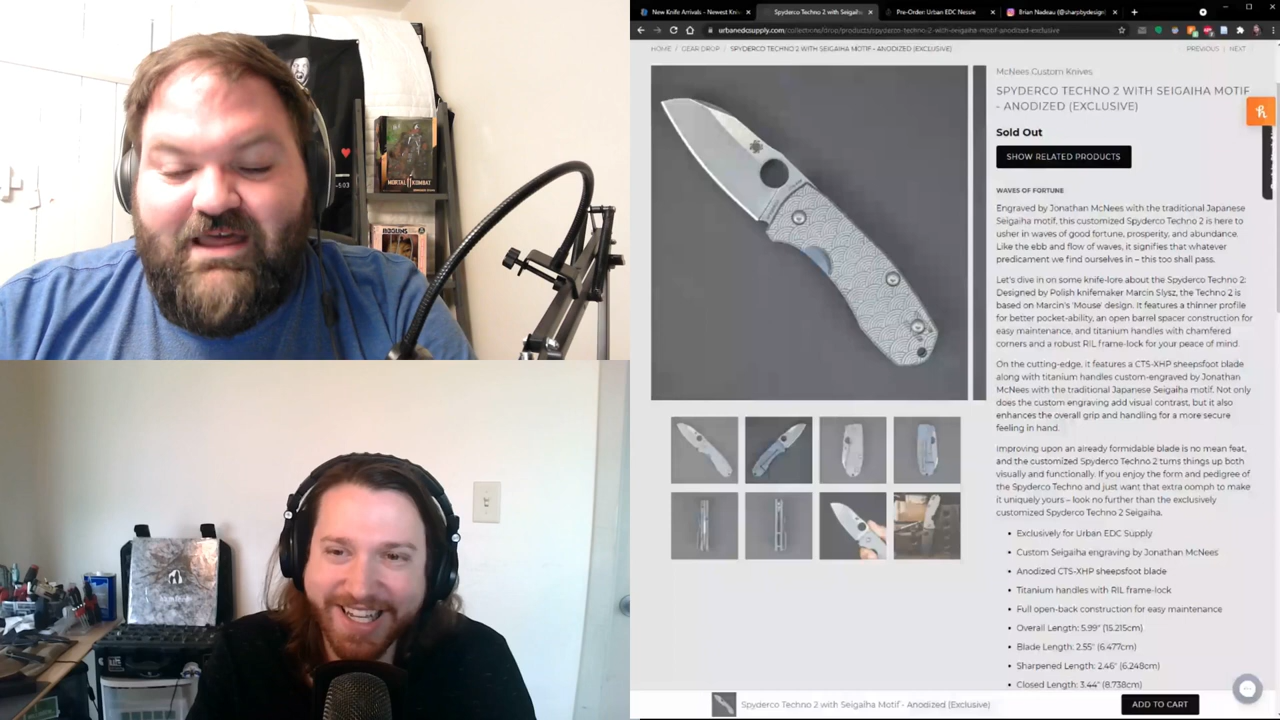 New Knife Arrivals - Newest Kni
Spyderco Techno 2 with Seigaiha
Pre-Order: Urban EDC Nessie
Brian Nadeau (@sharpbydesign
urbanedcsupply.com/collections/drop/products/spyderco-techno-2-with-seigaiha-motif-anodized-exclusive
HOME / GEAR DROP / SPYDERCO TECHNO 2 WITH SEIGAIHA MOTIF - ANODIZED (EXCLUSIVE)
PREVIOUS | NEXT
McNees Custom Knives
SPYDERCO TECHNO 2 WITH SEIGAIHA MOTIF
- ANODIZED (EXCLUSIVE)
Sold Out
SHOW RELATED PRODUCTS
WAVES OF FORTUNE
Engraved by Jonathan McNees with the traditional Japanese
Seigaiha motif, this customized Spyderco Techno 2 is here to
usher in waves of good fortune, prosperity, and abundance.
Like the ebb and flow of waves, it signifies that whatever
predicament we find ourselves in – this too shall pass.
Let's dive in on some knife-lore about the Spyderco Techno 2:
Designed by Polish knifemaker Marcin Slysz, the Techno 2 is
based on Marcin's 'Mouse' design. It features a thinner profile
for better pocket-ability, an open barrel spacer construction for
easy maintenance, and titanium handles with chamfered
corners and a robust RIL frame-lock for your peace of mind.
On the cutting-edge, it features a CTS-XHP sheepsfoot blade
along with titanium handles custom-engraved by Jonathan
McNees with the traditional Japanese Seigaiha motif. Not only
does the custom engraving add visual contrast, but it also
enhances the overall grip and handling for a more secure
feeling in hand.
Improving upon an already formidable blade is no mean feat,
and the customized Spyderco Techno 2 turns things up both
visually and functionally. If you enjoy the form and pedigree of
the Spyderco Techno and just want that extra oomph to make
it uniquely yours – look no further than the exclusively
customized Spyderco Techno 2 Seigaiha.
• Exclusively for Urban EDC Supply
• Custom Seigaiha engraving by Jonathan McNees
• Anodized CTS-XHP sheepsfoot blade
• Titanium handles with RIL frame-lock
• Full open-back construction for easy maintenance
• Overall Length: 5.99" (15.215cm)
• Blade Length: 2.55" (6.477cm)
• Sharpened Length: 2.46" (6.248cm)
• Closed Length: 3.44" (8.738cm)
Spyderco Techno 2 with Seigaiha Motif - Anodized (Exclusive)
ADD TO CART
MORTAL KOMBAT